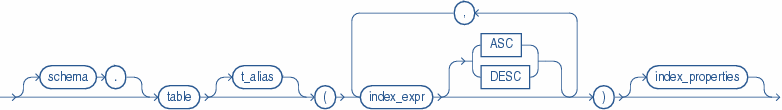 ,
ASC
schema . t_alias DESC index_properties
table ( index_expr )